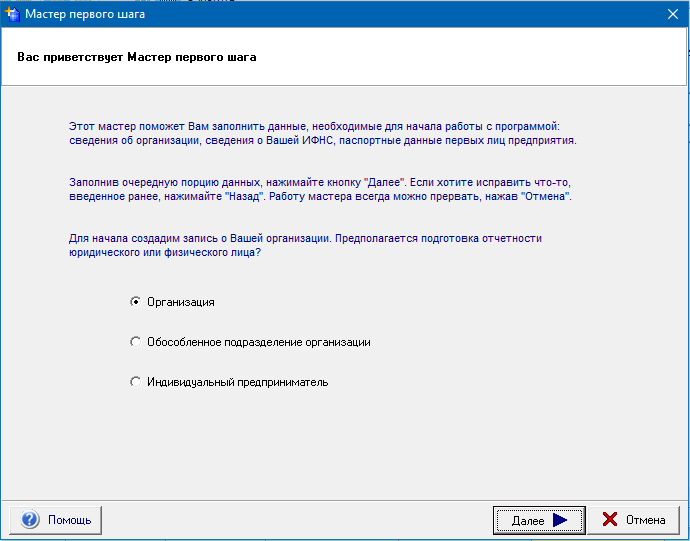 Мастер первого шага
Вас приветствует Мастер первого шага
Этот мастер поможет Вам заполнить данные, необходимые для начала работы с программой:
сведения об организации, сведения о Вашей ИФНС, паспортные данные первых лиц предприятия.
Заполнив очередную порцию данных, нажимайте кнопку "Далее". Если хотите исправить что-то,
введенное ранее, нажимайте "Назад". Работу мастера всегда можно прервать, нажав "Отмена".
Для начала создадим запись о Вашей организации. Предполагается подготовка отчетности
юридического или физического лица?
Организация
Обособленное подразделение организации
Индивидуальный предприниматель
Помощь
Далее
Отмена